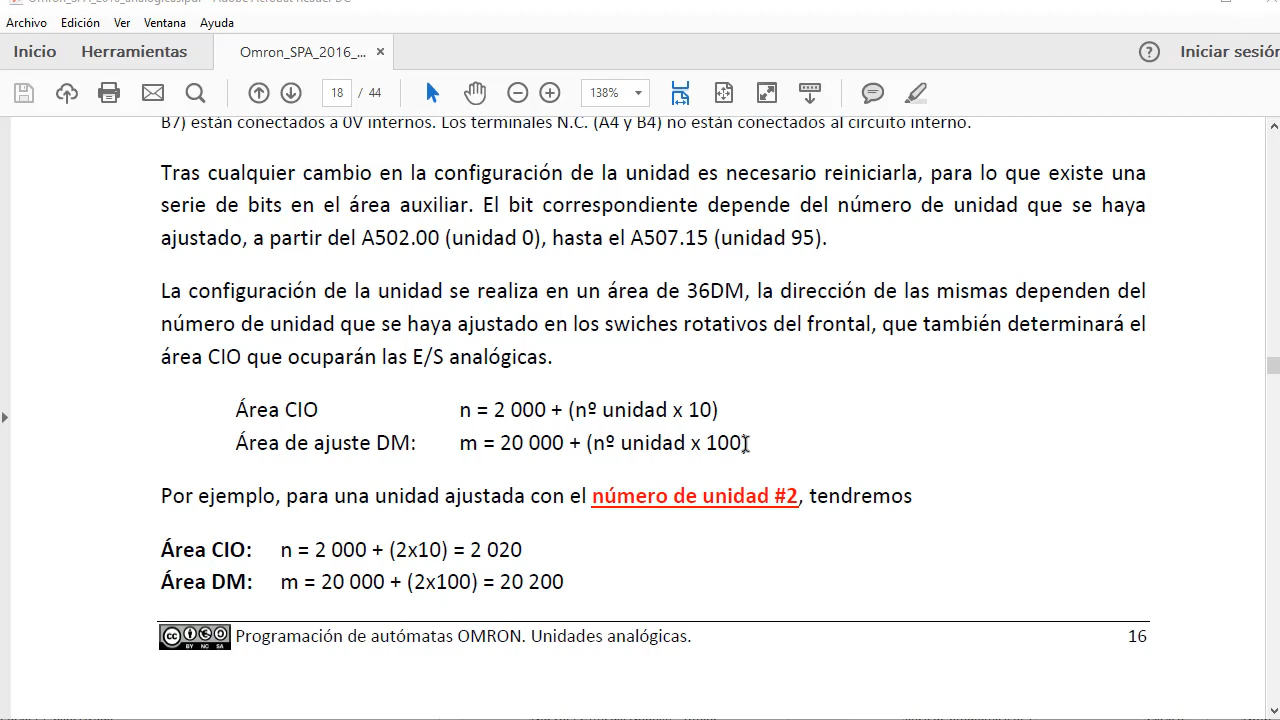 Archivo Edición Ver Ventana Ayuda
Inicio Herramientas Omron_SPA_2016_... × ? Iniciar sesión
18 / 44 138%
B7) están conectados a 0V internos. Los terminales N.C. (A4 y B4) no están conectados al circuito interno.
Tras cualquier cambio en la configuración de la unidad es necesario reiniciarla, para lo que existe una
serie de bits en el área auxiliar. El bit correspondiente depende del número de unidad que se haya
ajustado, a partir del A502.00 (unidad 0), hasta el A507.15 (unidad 95).
La configuración de la unidad se realiza en un área de 36DM, la dirección de las mismas dependen del
número de unidad que se haya ajustado en los swiches rotativos del frontal, que también determinará el
área CIO que ocuparán las E/S analógicas.
Área CIO n = 2 000 + (nº unidad x 10)
Área de ajuste DM: m = 20 000 + (nº unidad x 100)
Por ejemplo, para una unidad ajustada con el número de unidad #2, tendremos
Área CIO: n = 2 000 + (2x10) = 2 020
Área DM: m = 20 000 + (2x100) = 20 200
cc BY NC SA Programación de autómatas OMRON. Unidades analógicas. 16